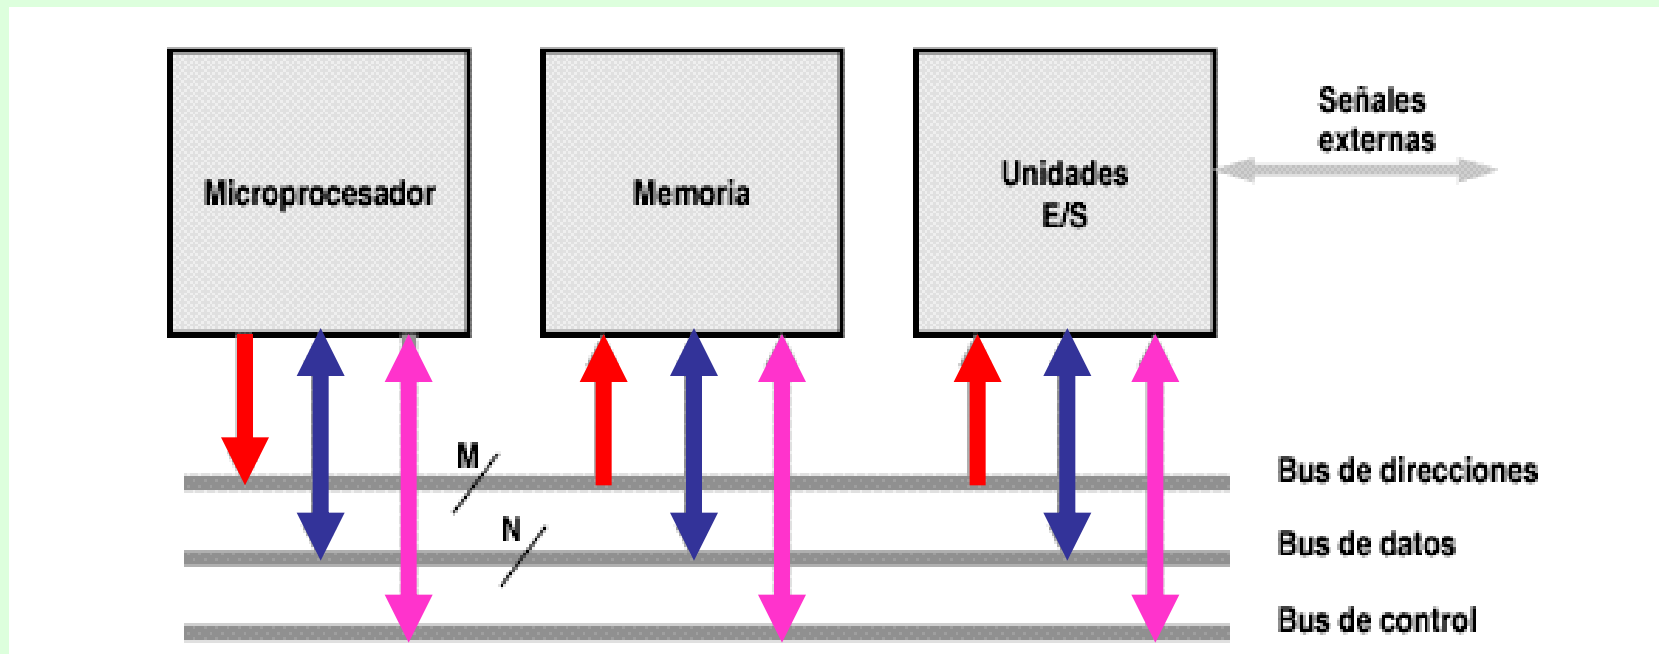 Microprocesador
Memoria
Unidades
E/S
Señales
externas
M
Bus de direcciones
N
Bus de datos
Bus de control